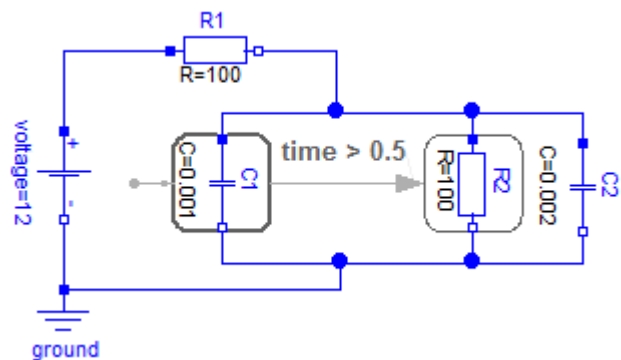 R1
R=100
voltage=12
+
-
C=0.001
C1
time > 0.5
R=100
R2
C=0.002
C2
ground